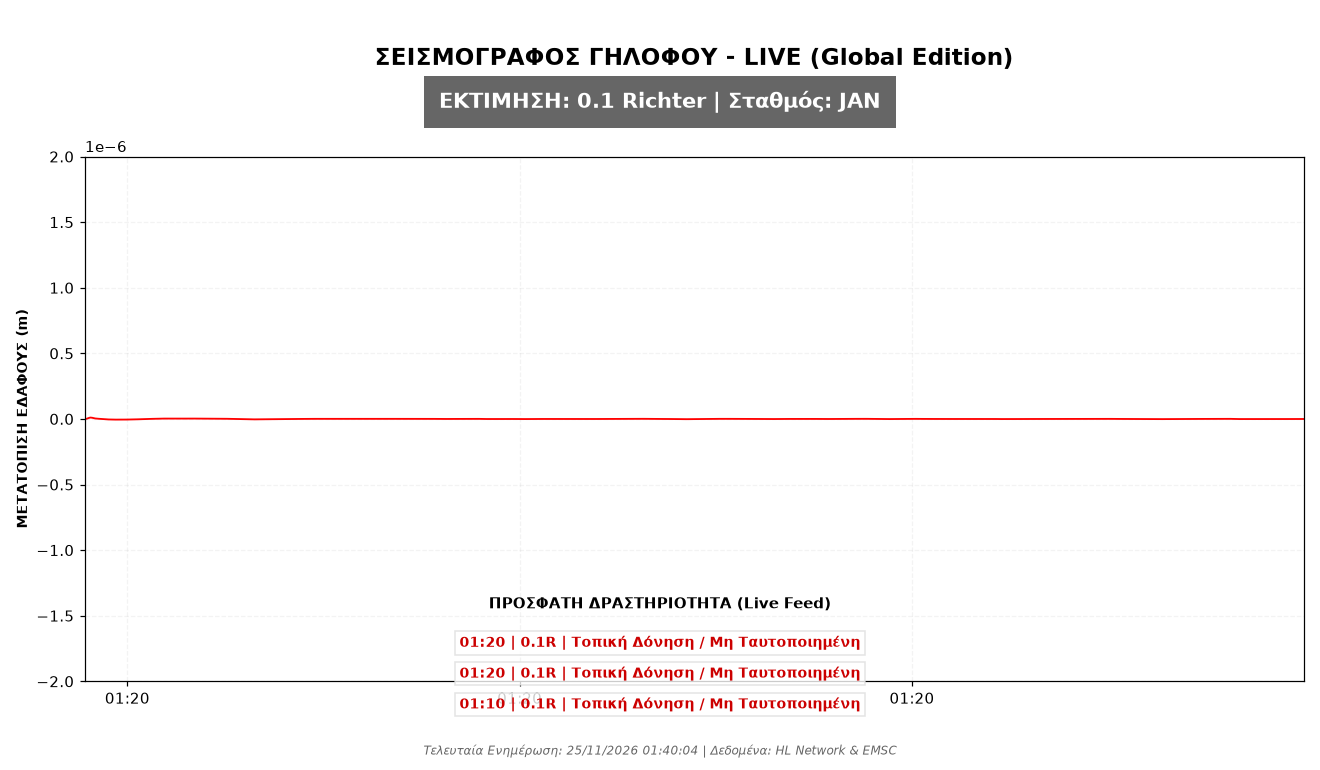 ΣΕΙΣΜΟΓΡΑΦΟΣ ΓΗΛΟΦΟΥ - LIVE (Global Edition)
ΕΚΤΙΜΗΣΗ: 0.1 Richter | Σταθμός: JAN
1e−6
2.0
1.5
1.0
0.5
0.0
−0.5
−1.0
−1.5
−2.0
ΜΕΤΑΤΟΠΙΣΗ ΕΔΑΦΟΥΣ (m)
ΠΡΟΣΦΑΤΗ ΔΡΑΣΤΗΡΙΟΤΗΤΑ (Live Feed)
01:20 | 0.1R | Τοπική Δόνηση / Μη Ταυτοποιημένη
01:20 | 0.1R | Τοπική Δόνηση / Μη Ταυτοποιημένη
01:10 | 0.1R | Τοπική Δόνηση / Μη Ταυτοποιημένη
01:20 01:20 01:20
Τελευταία Ενημέρωση: 25/11/2026 01:40:04 | Δεδομένα: HL Network & EMSC